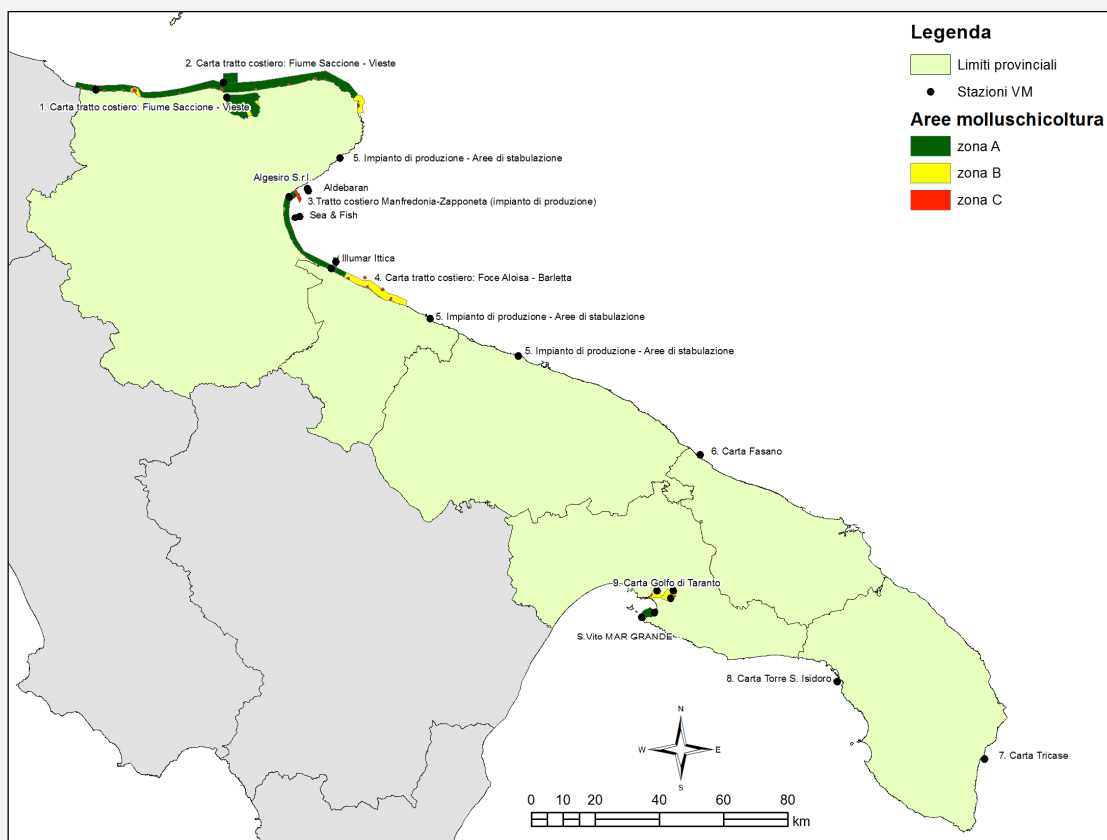 Legenda
Limiti provinciali
Stazioni VM
Aree molluschicoltura
zona A
zona B
zona C
2. Carta tratto costiero: Fiume Saccione - Vieste
1. Carta tratto costiero: Fiume Saccione - Vieste
5. Impianto di produzione - Aree di stabulazione
Algesiro S.r.l.
Aldebaran
3.Tratto costiero Manfredonia-Zapponeta (impianto di produzione)
Sea & Fish
Illumar Ittica
4. Carta tratto costiero: Foce Aloisa - Barletta
5. Impianto di produzione - Aree di stabulazione
5. Impianto di produzione - Aree di stabulazione
6. Carta Fasano
9. Carta Golfo di Taranto
S.Vito MAR GRANDE
8. Carta Torre S. Isidoro
7. Carta Tricase
N
W E
S
0 10 20 40 60 80
km